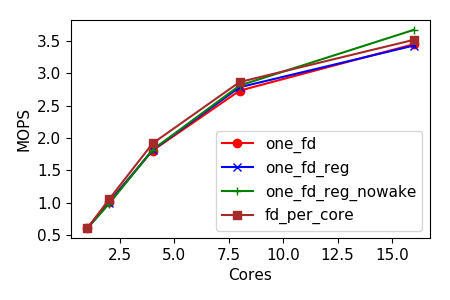 MOPS
3.5
3.0
2.5
2.0
1.5
1.0
0.5
one_fd
one_fd_reg
one_fd_reg_nowake
fd_per_core
2.5 5.0 7.5 10.0 12.5 15.0
Cores